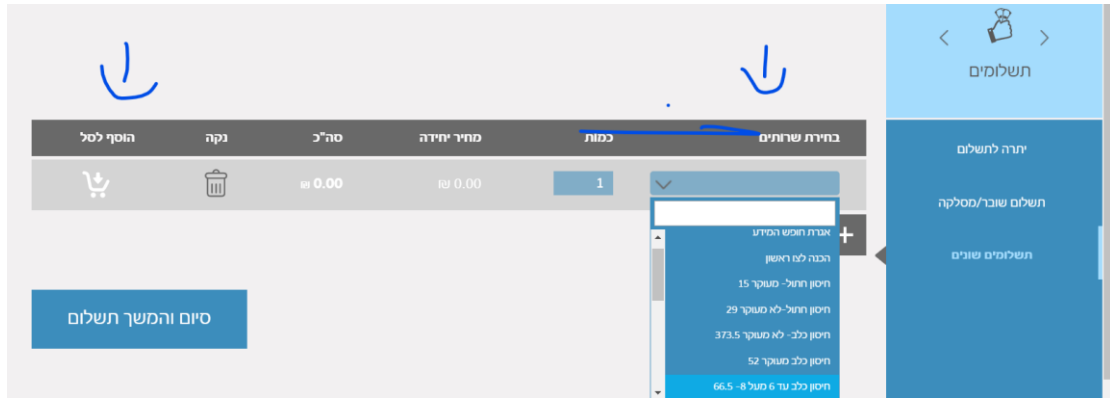 תשלומים
יתרה לתשלום
תשלום שובר/מסלקה
תשלומים שונים
בחירת שרותים כמות מחיר יחידה סה"כ נקה הוסף לסל
1 0.00 ₪ 0.00 ₪
+
אגרת חופש המידע
הכנה לצו ראשון
חיסון חתול- מעוקר 15
חיסון חתול-לא מעוקר 29
חיסון כלב- לא מעוקר 373.5
חיסון כלב מעוקר 52
חיסון כלב עד 6 מעל 8- 66.5
סיום והמשך תשלום